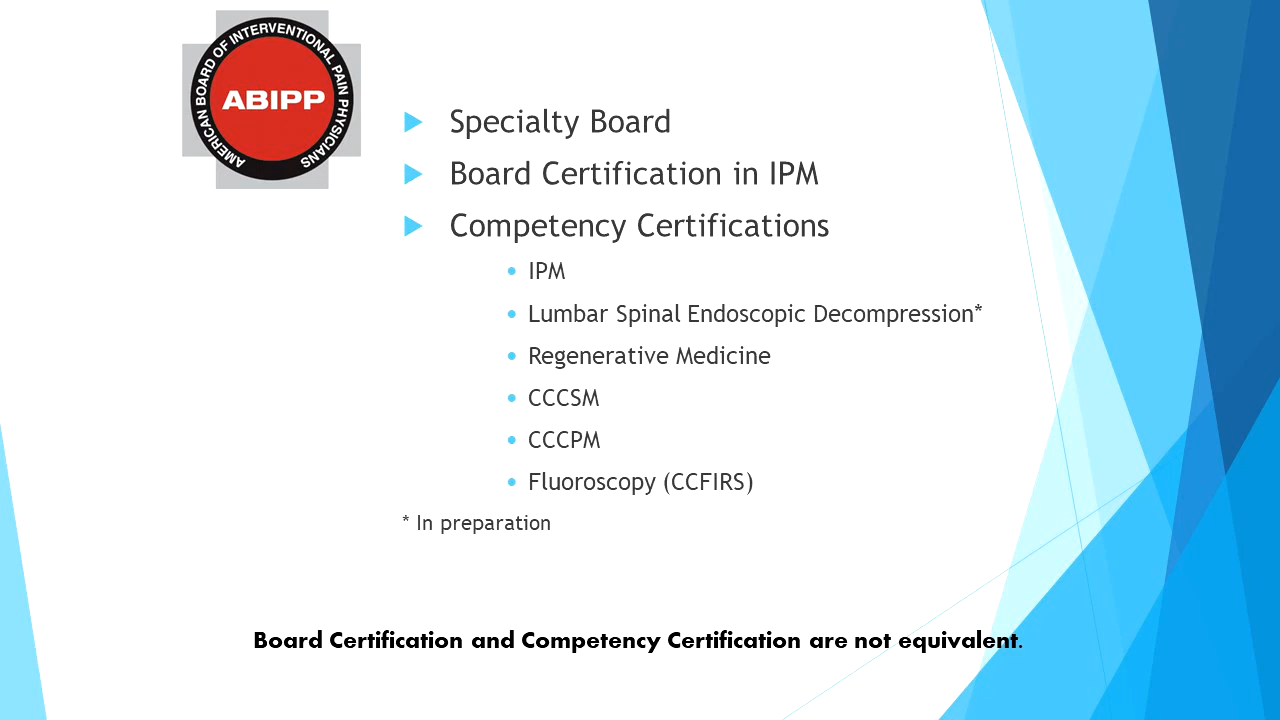 AMERICAN BOARD OF INTERVENTIONAL PAIN PHYSICIANS
ABIPP
Specialty Board
Board Certification in IPM
Competency Certifications
IPM
Lumbar Spinal Endoscopic Decompression*
Regenerative Medicine
CCCSM
CCCPM
Fluoroscopy (CCFIRS)
* In preparation
Board Certification and Competency Certification are not equivalent.